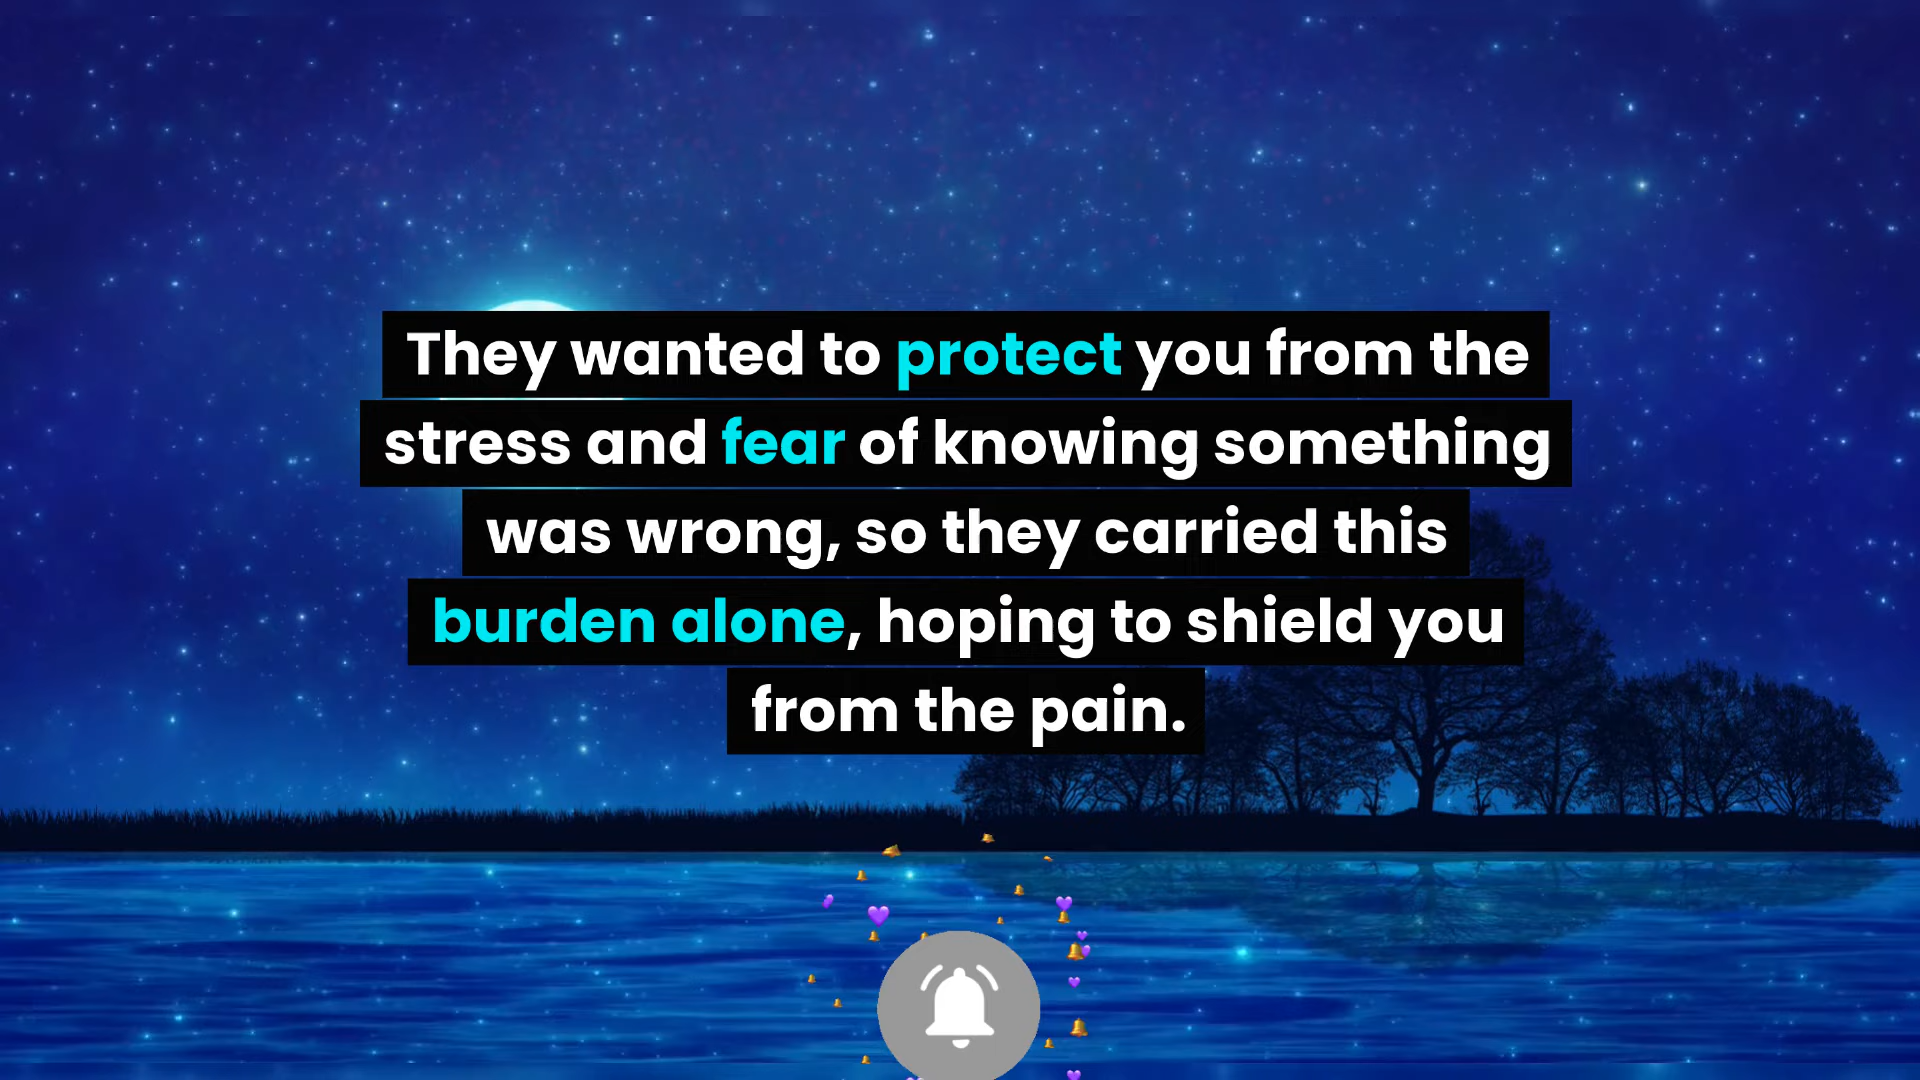 They wanted to protect you from the
stress and fear of knowing something
was wrong, so they carried this
burden alone, hoping to shield you
from the pain.